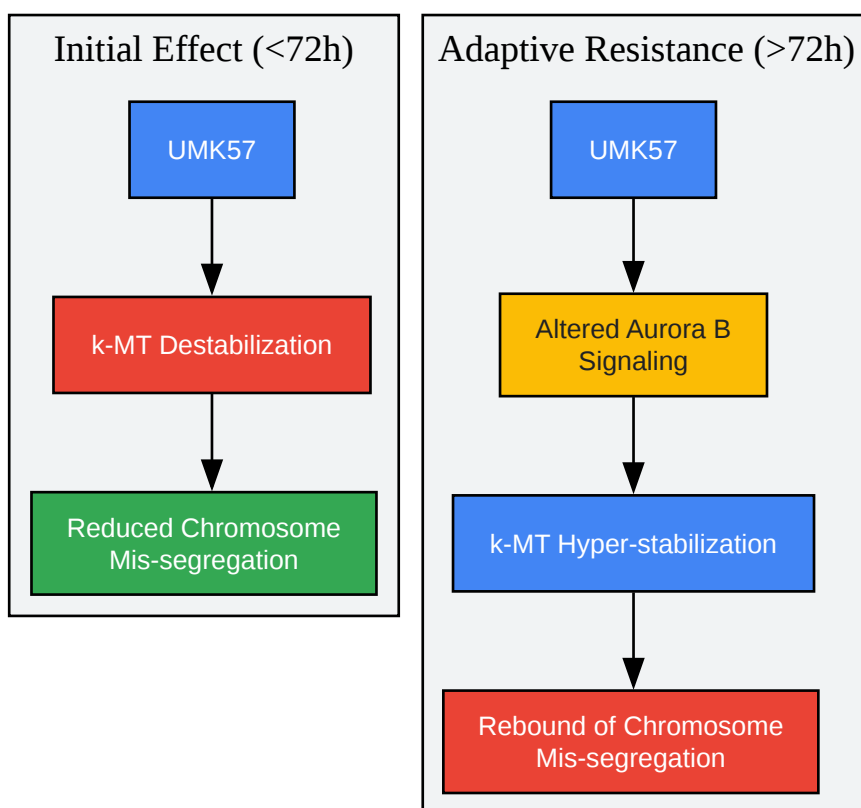 Initial Effect (<72h)
UMK57
k-MT Destabilization
Reduced Chromosome
Mis-segregation
Adaptive Resistance (>72h)
UMK57
Altered Aurora B
Signaling
k-MT Hyper-stabilization
Rebound of Chromosome
Mis-segregation